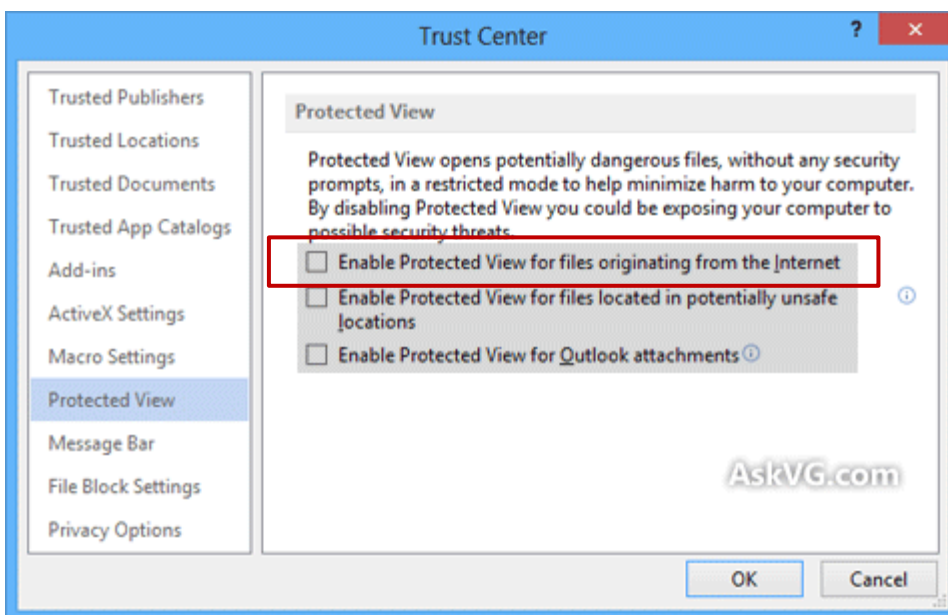 Trust Center
?
Trusted Publishers
Trusted Locations
Trusted Documents
Trusted App Catalogs
Add-ins
ActiveX Settings
Macro Settings
Protected View
Message Bar
File Block Settings
Privacy Options
Protected View
Protected View opens potentially dangerous files, without any security
prompts, in a restricted mode to help minimize harm to your computer.
By disabling Protected View you could be exposing your computer to
possible security threats.
Enable Protected View for files originating from the Internet
Enable Protected View for files located in potentially unsafe
locations
Enable Protected View for Outlook attachments
AskVG.com
OK
Cancel